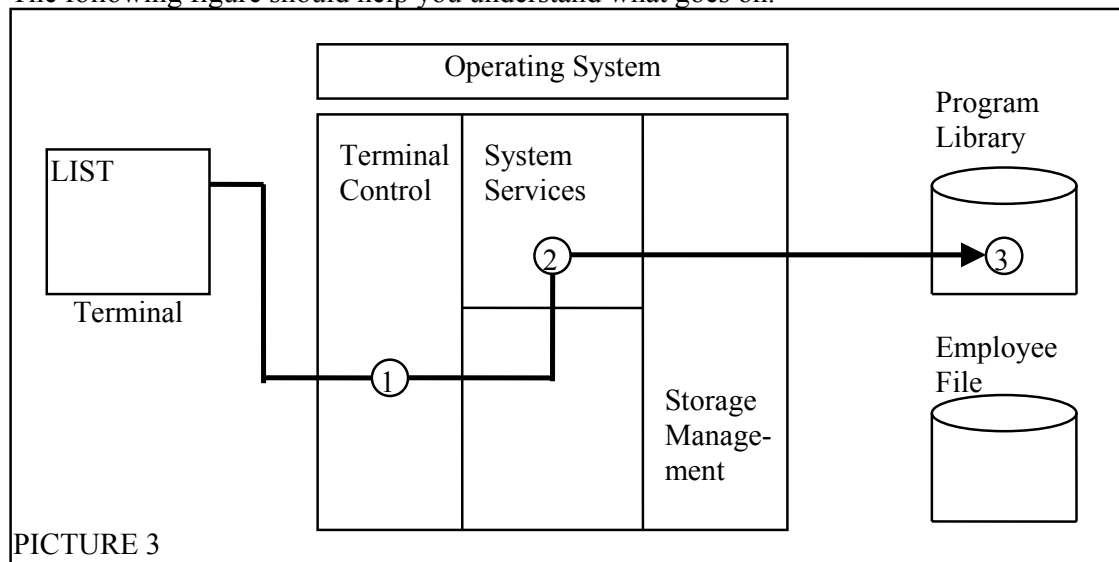 The following figure should help you understand what goes on.
Operating System
Program
Library
LIST
Terminal
Control
System
Services
2
3
Terminal
1
Employee
File
Storage
Manage-
ment
PICTURE 3